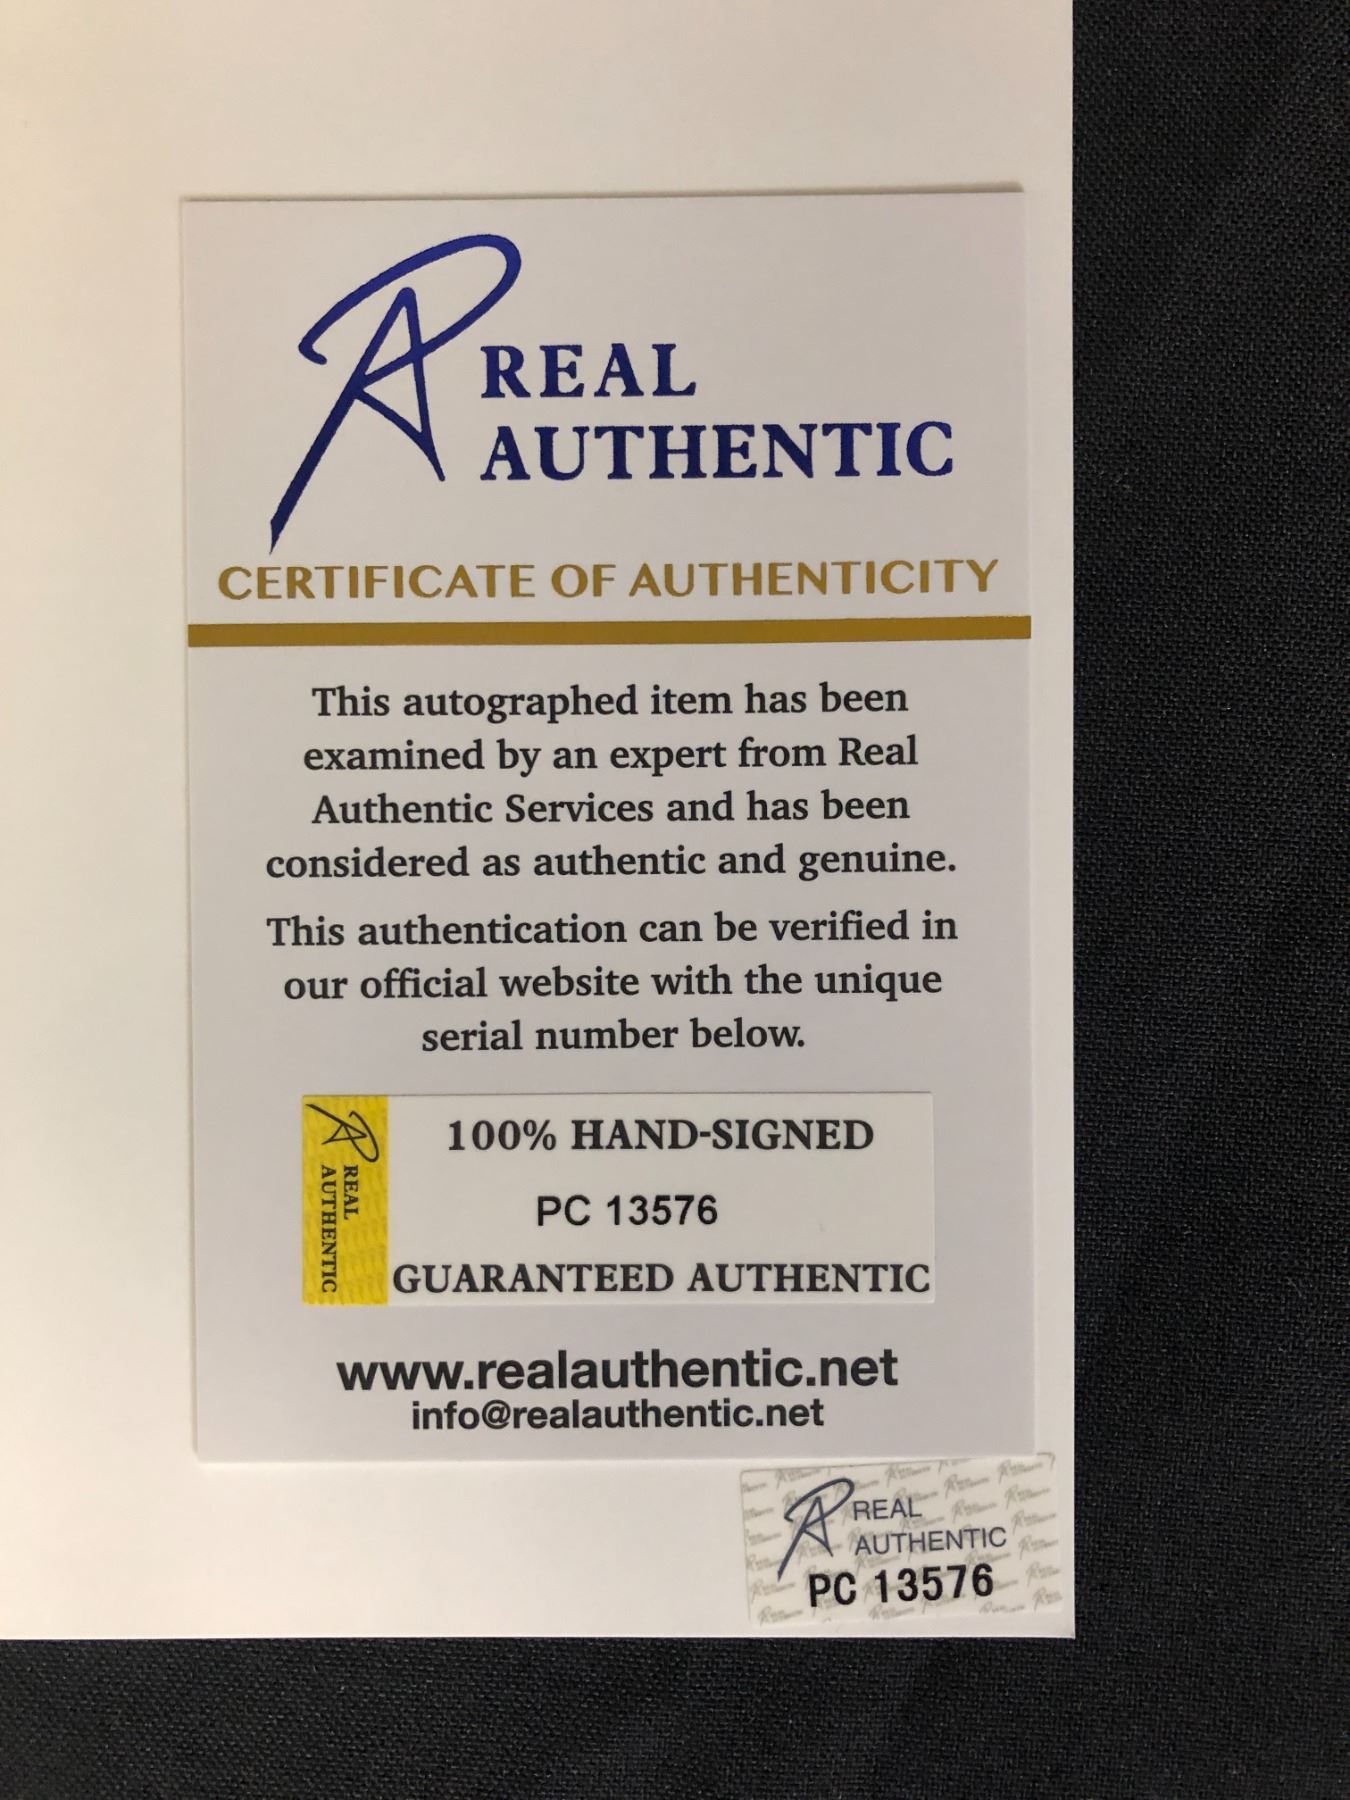 REAL
AUTHENTIC
CERTIFICATE OF AUTHENTICITY
This autographed item has been
examined by an expert from Real
Authentic Services and has been
considered as authentic and genuine.
This authentication can be verified in
our official website with the unique
serial number below.
REAL
AUTHENTIC
100% HAND-SIGNED
PC 13576
GUARANTEED AUTHENTIC
www.realauthentic.net
info@realauthentic.net
REAL
AUTHENTIC
PC 13576